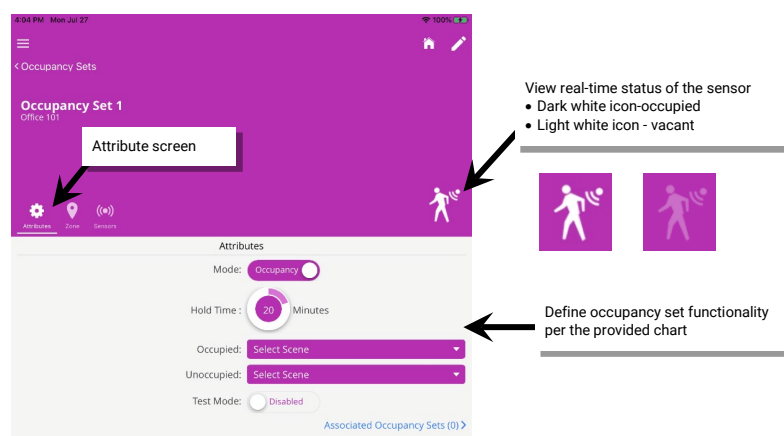 4:04 PM Mon Jul 27
100%
< Occupancy Sets
Occupancy Set 1
Office 101
Attribute screen
Attributes
Zone
Sensors
View real-time status of the sensor
• Dark white icon-occupied
• Light white icon - vacant
Attributes
Mode: Occupancy
Hold Time : 20 Minutes
Occupied: Select Scene
Unoccupied: Select Scene
Test Mode: Disabled
Associated Occupancy Sets (0) >
Define occupancy set functionality
per the provided chart